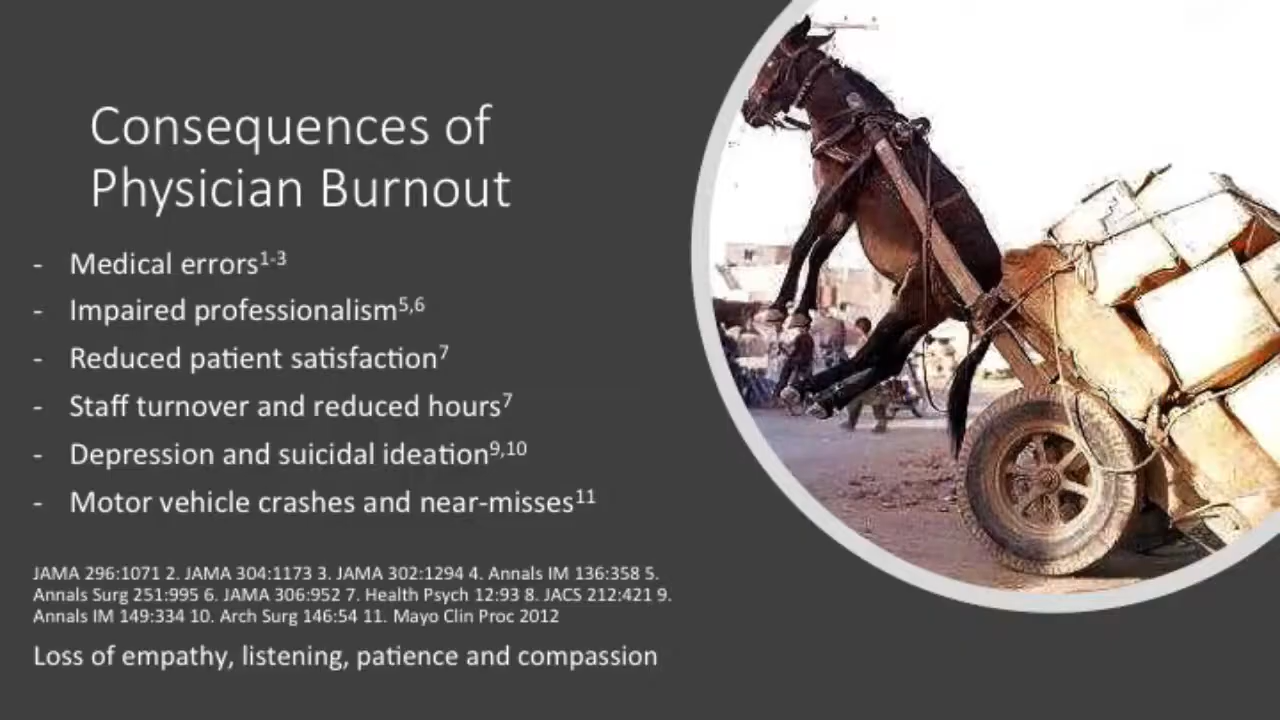 Consequences of
Physician Burnout
- Medical errors1-3
- Impaired professionalism5,6
- Reduced patient satisfaction7
- Staff turnover and reduced hours7
- Depression and suicidal ideation9,10
- Motor vehicle crashes and near-misses11
JAMA 296:1071 2. JAMA 304:1173 3. JAMA 302:1294 4. Annals IM 136:358 5.
Annals Surg 251:995 6. JAMA 306:952 7. Health Psych 12:93 8. JACS 212:421 9.
Annals IM 149:334 10. Arch Surg 146:54 11. Mayo Clin Proc 2012
Loss of empathy, listening, patience and compassion